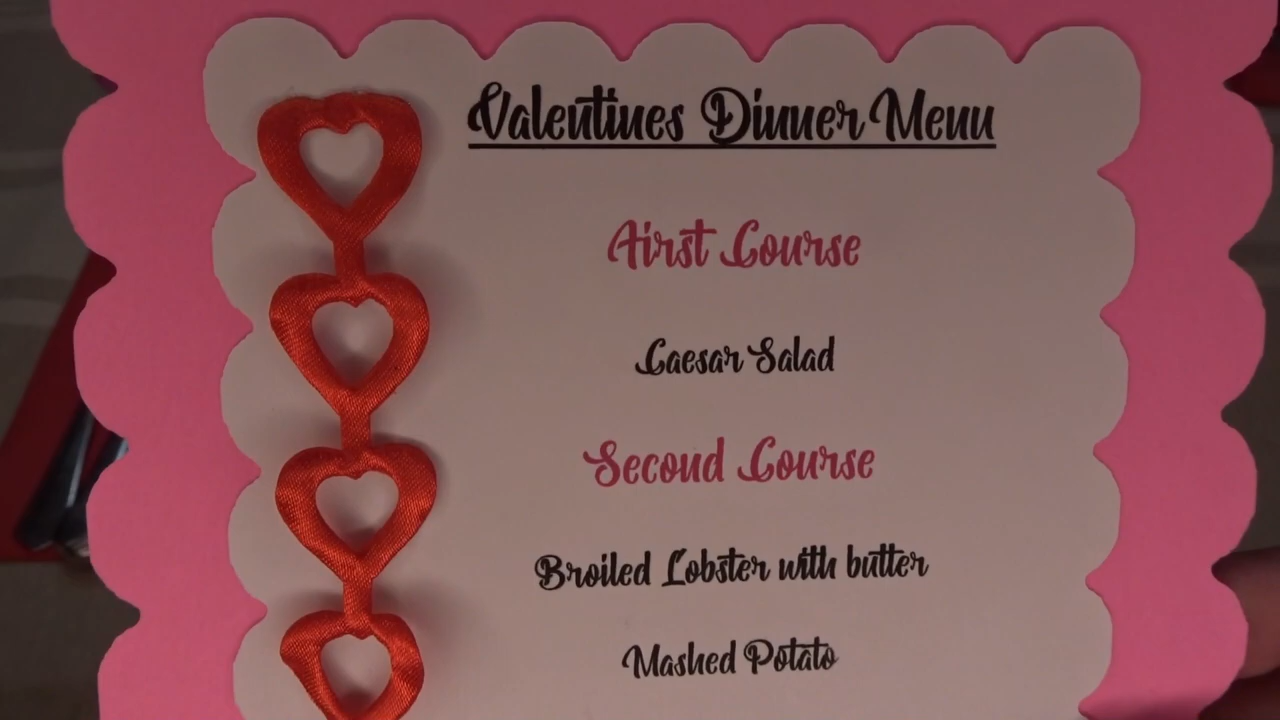 Valentines Dinner Menu
First Course
Caesar Salad
Second Course
Broiled Lobster with butter
Mashed Potato